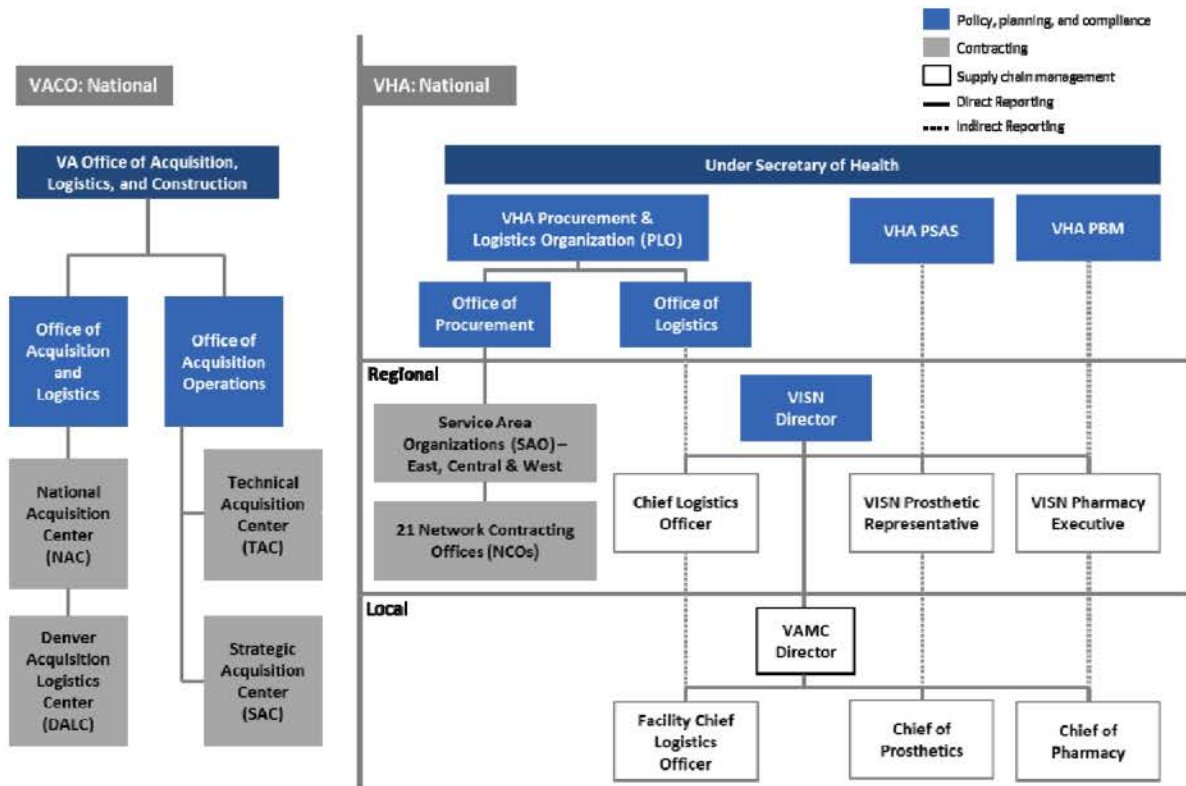 Policy, planning, and compliance
Contracting
Supply chain management
Direct Reporting
Indirect Reporting
VACO: National
VHA: National
VA Office of Acquisition,
Logistics, and Construction
Under Secretary of Health
VHA Procurement &
Logistics Organization (PLO)
VHA PSAS
VHA PBM
Office of
Acquisition
and
Logistics
Office of
Acquisition
Operations
Office of
Procurement
Office of
Logistics
Regional
VISN
Director
Service Area
Organizations (SAO) –
East, Central & West
National
Acquisition
Center
(NAC)
Technical
Acquisition
Center
(TAC)
21 Network Contracting
Offices (NCOs)
Chief Logistics
Officer
VISN Prosthetic
Representative
VISN Pharmacy
Executive
Local
VAMC
Director
Denver
Acquisition
Logistics
Center
(DALC)
Strategic
Acquisition
Center
(SAC)
Facility Chief
Logistics
Officer
Chief of
Prosthetics
Chief of
Pharmacy